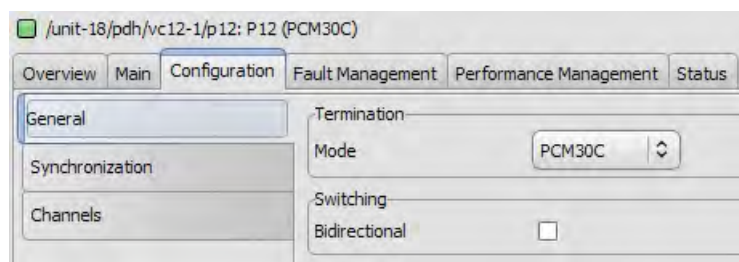 /unit-18/pdh/vc12-1/p12: P12 (PCM30C)
Overview Main Configuration Fault Management Performance Management Status
General
Synchronization
Channels
Termination
Mode PCM30C
Switching
Bidirectional